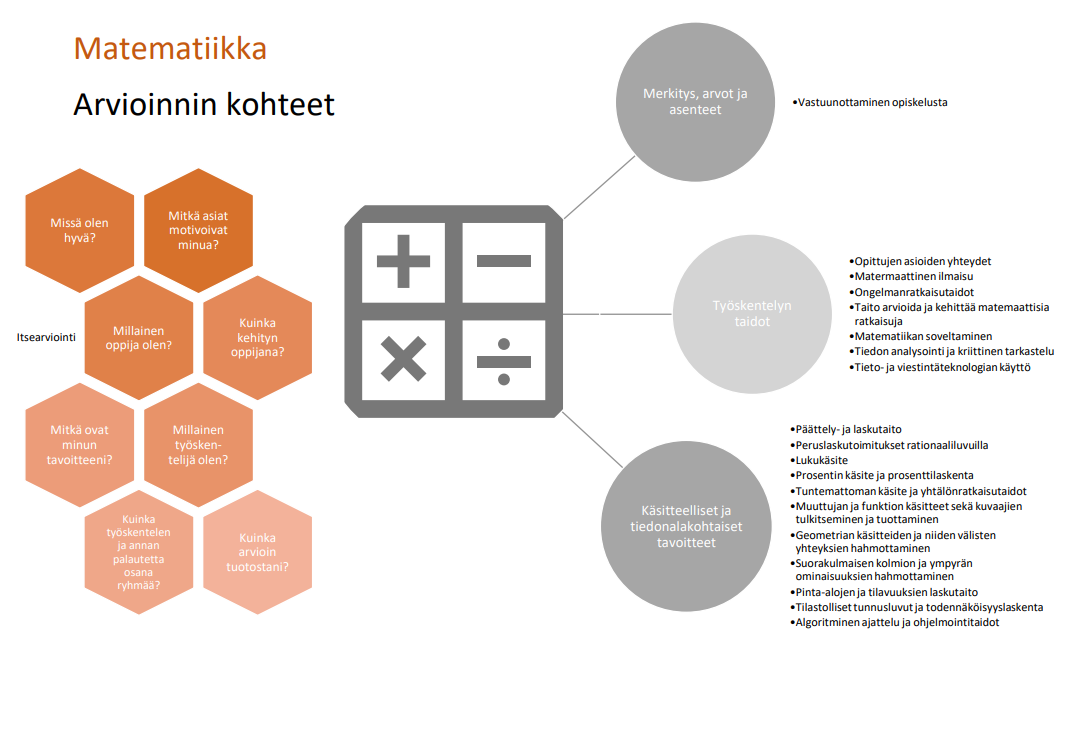 Matematiikka
Arvioinnin kohteet
Missä olen
hyvä?
Mitkä asiat
motivoivat
minua?
Itsearviointi
Millainen
oppija olen?
Kuinka
kehityn
oppijana?
Mitkä ovat
minun
tavoitteeni?
Millainen
työsken-
telijä olen?
Kuinka
työskentelen
ja annan
palautetta
osana
ryhmää?
Kuinka
arvioin
tuotostani?
Merkitys, arvot ja
asenteet
•Vastuunottaminen opiskelusta
Työskentelyn
taidot
•Opittujen asioiden yhteydet
•Matermaattinen ilmaisu
•Ongelmanratkaisutaidot
•Taito arvioida ja kehittää matemaattisia
ratkaisuja
•Matematiikan soveltaminen
•Tiedon analysointi ja kriittinen tarkastelu
•Tieto- ja viestintäteknologian käyttö
Käsitteelliset ja
tiedonalakohtaiset
tavoitteet
•Päättely- ja laskutaito
•Peruslaskutoimitukset rationaaliluvuilla
•Lukukäsite
•Prosentin käsite ja prosenttilaskenta
•Tuntemattoman käsite ja yhtälönratkaisutaidot
•Muuttujan ja funktion käsitteet sekä kuvaajien
tulkitseminen ja tuottaminen
•Geometrian käsitteiden ja niiden välisten
yhteyksien hahmottaminen
•Suorakulmaisen kolmion ja ympyrän
ominaisuuksien hahmottaminen
•Pinta-alojen ja tilavuuksien laskutaito
•Tilastolliset tunnusluvut ja todennäköisyyslaskenta
•Algoritminen ajattelu ja ohjelmointitaidot